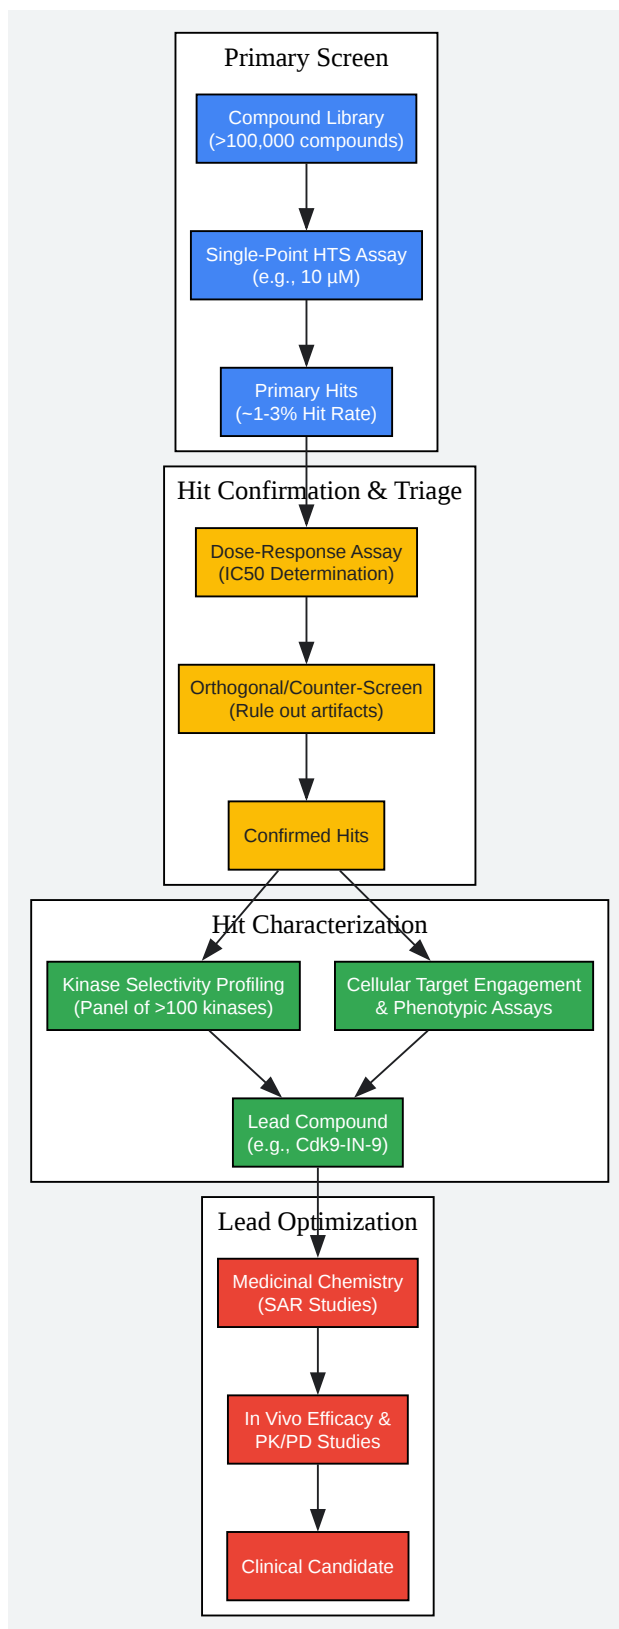 Primary Screen
Compound Library
(>100,000 compounds)
Single-Point HTS Assay
(e.g., 10 µM)
Primary Hits
(~1-3% Hit Rate)
Hit Confirmation & Triage
Dose-Response Assay
(IC50 Determination)
Orthogonal/Counter-Screen
(Rule out artifacts)
Confirmed Hits
Hit Characterization
Kinase Selectivity Profiling
(Panel of >100 kinases)
Cellular Target Engagement
& Phenotypic Assays
Lead Compound
(e.g., Cdk9-IN-9)
Lead Optimization
Medicinal Chemistry
(SAR Studies)
In Vivo Efficacy &
PK/PD Studies
Clinical Candidate